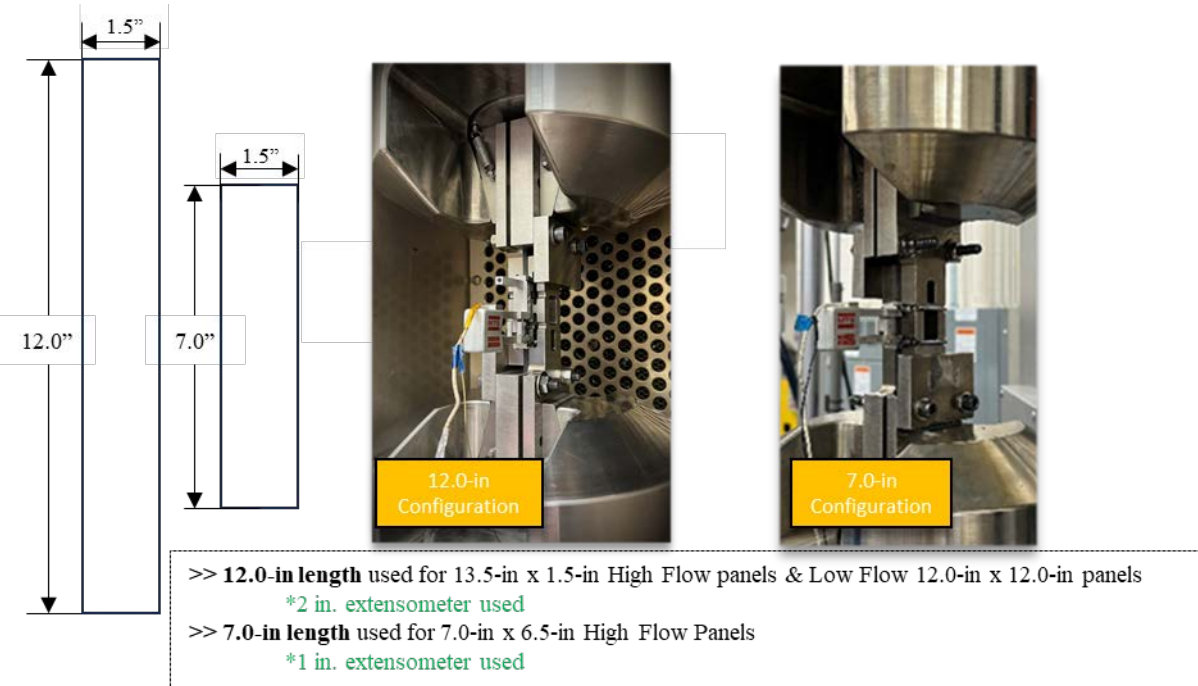 1.5”
1.5”
12.0”
7.0”
12.0-in
Configuration
7.0-in
Configuration
>> 12.0-in length used for 13.5-in x 1.5-in High Flow panels & Low Flow 12.0-in x 12.0-in panels
*2 in. extensometer used
>> 7.0-in length used for 7.0-in x 6.5-in High Flow Panels
*1 in. extensometer used